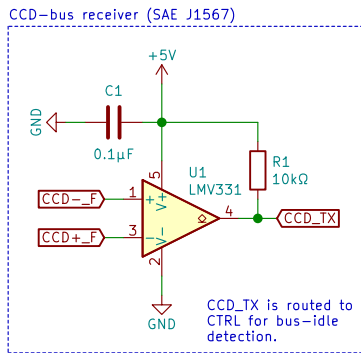 CCD-bus receiver (SAE J1567)
+5V
C1
GND
0.1µF
U1
LMV331
R1
10kΩ
5
V+
CCD-_F
1
+
4
CCD_TX
CCD+_F
3
-
V-
2
GND
CCD_TX is routed to
CTRL for bus-idle
detection.